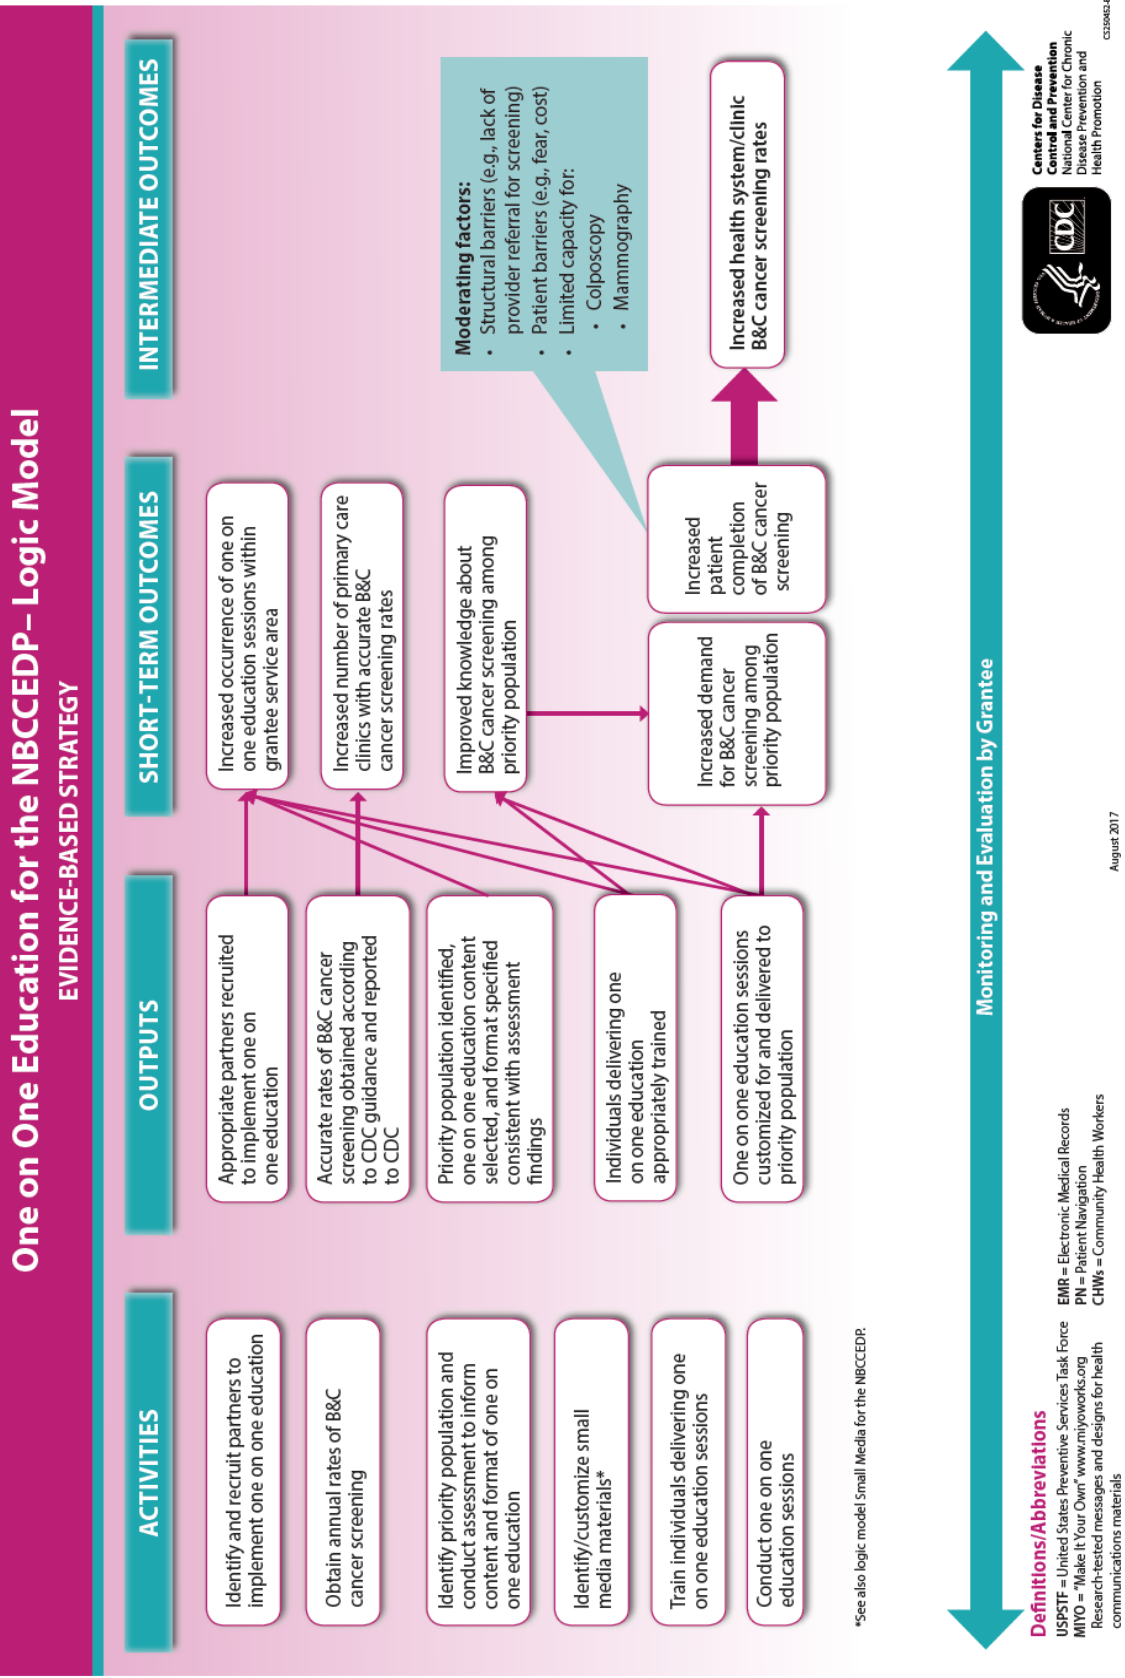 One on One Education for the NBCCEDP– Logic Model
EVIDENCE-BASED STRATEGY
ACTIVITIES
Identify and recruit partners to
implement one on one education
Obtain annual rates of B&C
cancer screening
Identify priority population and
conduct assessment to inform
content and format of one on
one education
Identify/customize small
media materials*
Train individuals delivering one
on one education sessions
Conduct one on one
education sessions
OUTPUTS
Appropriate partners recruited
to implement one on
one education
Accurate rates of B&C cancer
screening obtained according
to CDC guidance and reported
to CDC
Priority population identified,
one on one education content
selected, and format specified
consistent with assessment
findings
Individuals delivering one
on one education
appropriately trained
One on one education sessions
customized for and delivered to
priority population
SHORT-TERM OUTCOMES
Increased occurrence of one on
one education sessions within
grantee service area
Increased number of primary care
clinics with accurate B&C
cancer screening rates
Improved knowledge about
B&C cancer screening among
priority population
Increased demand
for B&C cancer
screening among
priority population
Increased
patient
completion
of B&C cancer
screening
INTERMEDIATE OUTCOMES
Moderating factors:
• Structural barriers (e.g., lack of
provider referral for screening)
• Patient barriers (e.g., fear, cost)
• Limited capacity for:
• Colposcopy
• Mammography
Increased health system/clinic
B&C cancer screening rates
*See also logic model Small Media for the NBCCEDP.
Monitoring and Evaluation by Grantee
Definitions/Abbreviations
USPSTF = United States Preventive Services Task Force
MIYO = "Make It Your Own" www.miyoworks.org
Research-tested messages and designs for health
communications materials
EMR = Electronic Medical Records
PN = Patient Navigation
CHWs = Community Health Workers
August 2017
CDC
Centers for Disease
Control and Prevention
National Center for Chronic
Disease Prevention and
Health Promotion